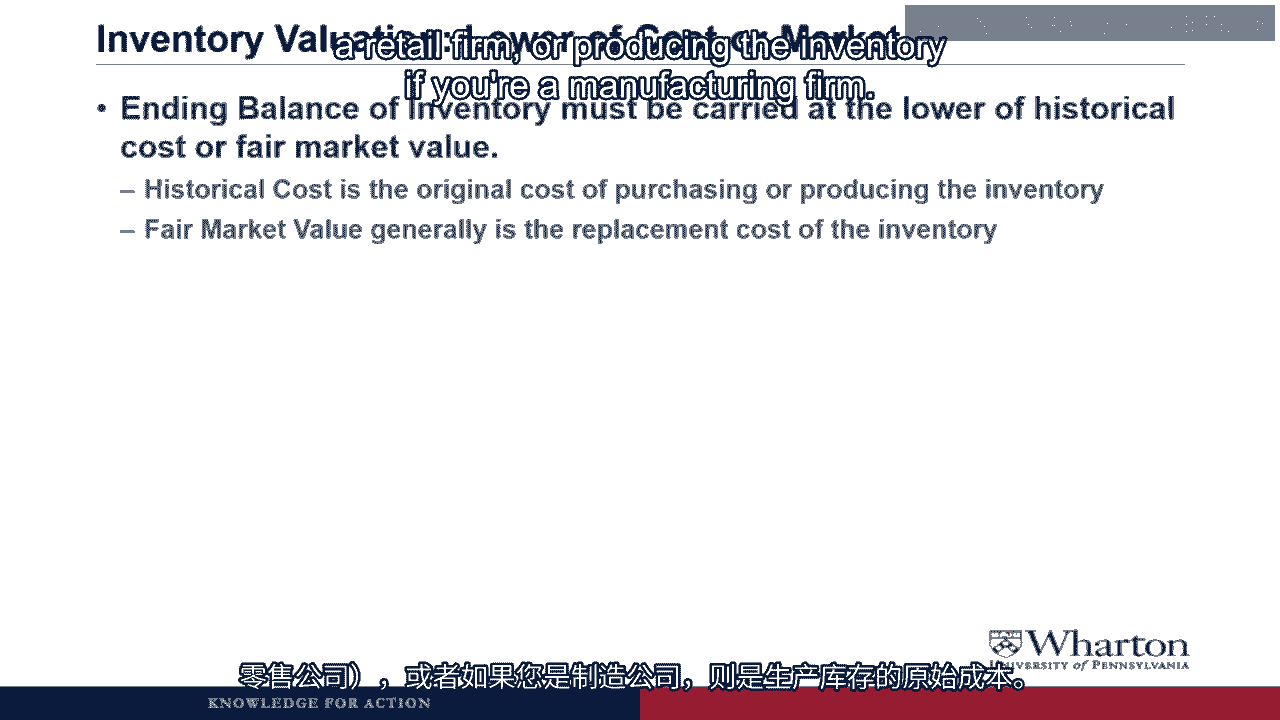 Inventory Valuation: Lower of Cost or Market
a retail firm, or producing the inventory
if you're a manufacturing firm.
• Ending Balance of Inventory must be carried at the lower of historical
cost or fair market value.
– Historical Cost is the original cost of purchasing or producing the inventory
– Fair Market Value generally is the replacement cost of the inventory
Wharton
UNIVERSITY of PENNSYLVANIA
零售公司），或者如果您是制造公司，则是生产库存的原始成本。
KNOWLEDGE FOR ACTION